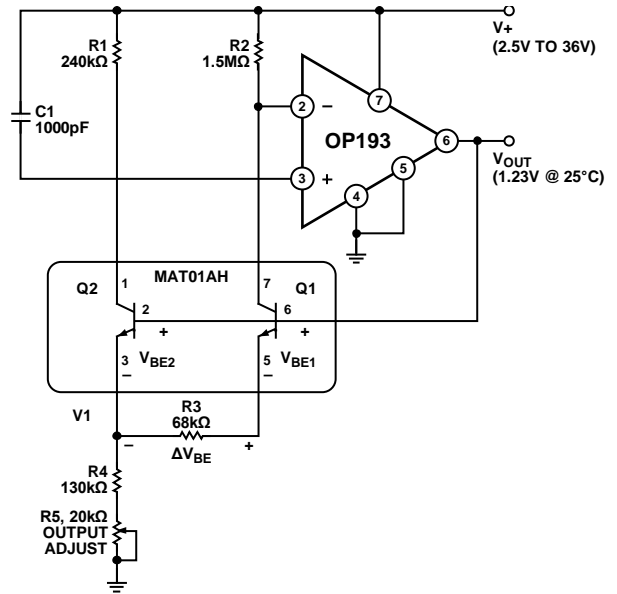 R1
240kΩ
R2
1.5MΩ
V+
(2.5V TO 36V)
C1
1000pF
2
−
7
OP193
6
VOUT
(1.23V @ 25°C)
3
+
5
4
MAT01AH
Q2
1
7
Q1
2
6
+
+
3
VBE2
5
VBE1
−
−
V1
R3
68kΩ
−
ΔVBE
+
R4
130kΩ
R5, 20kΩ
OUTPUT
ADJUST